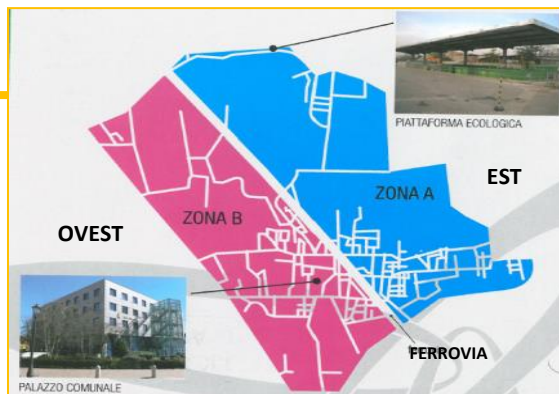 PIATTAFORMA ECOLOGICA
EST
ZONA A
ZONA B
OVEST
FERROVIA
PALAZZO COMUNALE